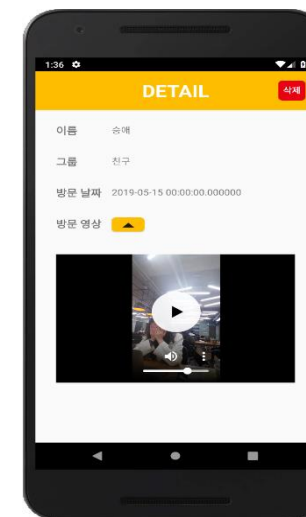 1:36
DETAIL 삭제
이름 승애
그룹 친구
방문 날짜 2019-05-15 00:00:00.000000
방문 영상